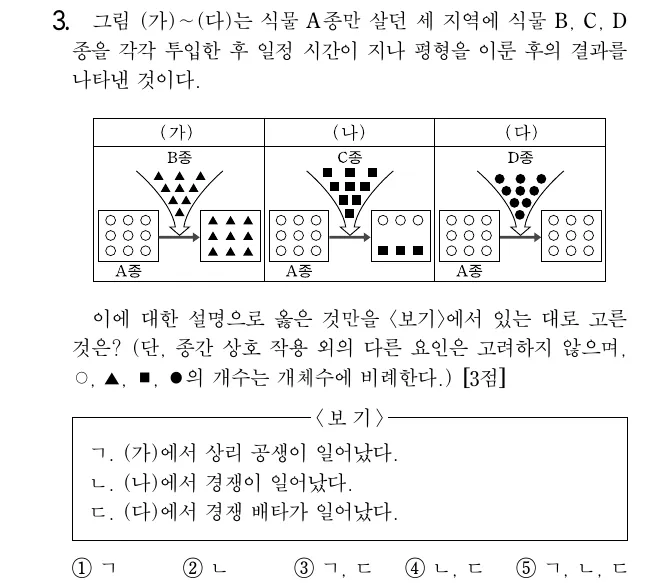 3. 그림 (가)~(다)는 식물 A종만 살던 세 지역에 식물 B, C, D
종을 각각 투입한 후 일정 시간이 지나 평형을 이룬 후의 결과를
나타낸 것이다.
(가) (나) (다)
B종 C종 D종
A종 A종 A종
이에 대한 설명으로 옳은 것만을 <보기>에서 있는 대로 고른
것은? (단, 종간 상호 작용 외의 다른 요인은 고려하지 않으며,
○, ▲, ■, ●의 개수는 개체수에 비례한다.) [3점]
<보 기>
ㄱ. (가)에서 상리 공생이 일어났다.
ㄴ. (나)에서 경쟁이 일어났다.
ㄷ. (다)에서 경쟁 배타가 일어났다.
① ㄱ ② ㄴ ③ ㄱ, ㄷ ④ ㄴ, ㄷ ⑤ ㄱ, ㄴ, ㄷ